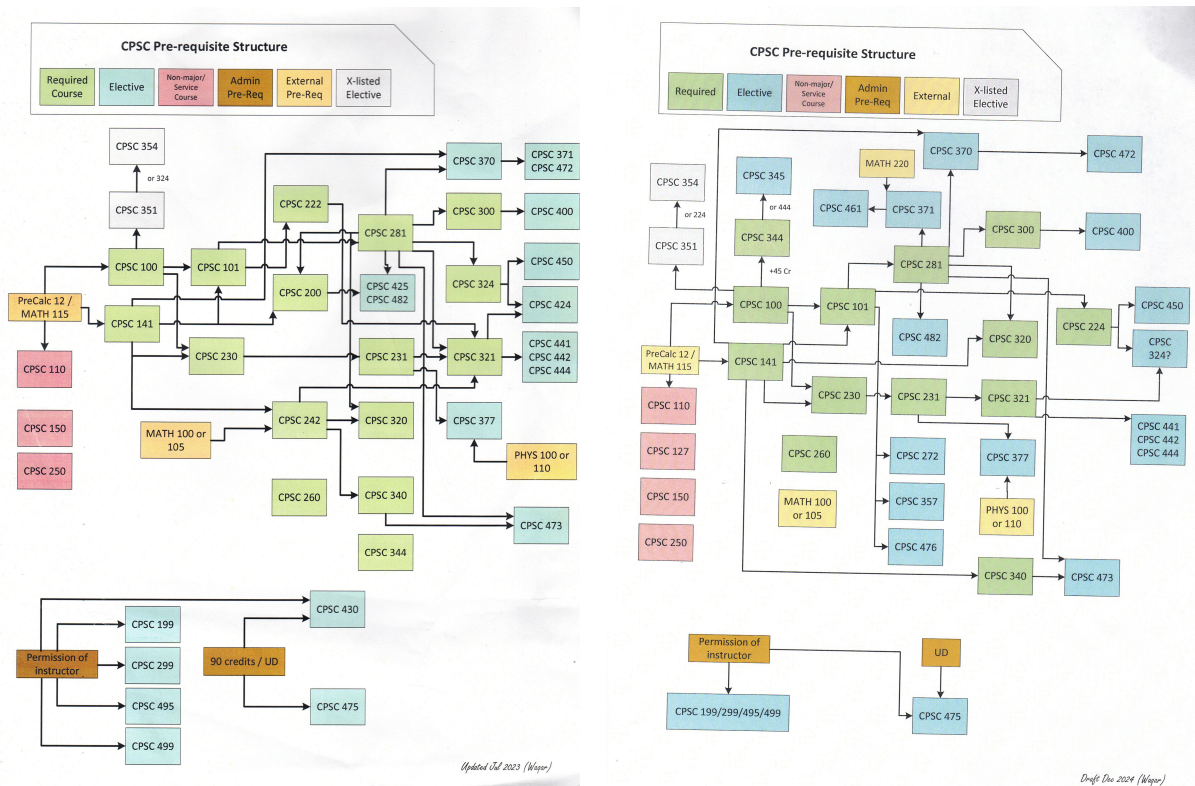 CPSC Pre-requisite Structure
Required
Course
Elective
Non-major/
Service
Course
Admin
Pre-Req
External
Pre-Req
X-listed
Elective
CPSC 354
or 324
CPSC 351
CPSC 222
CPSC 370
CPSC 371
CPSC 472
CPSC 281
CPSC 300
CPSC 400
CPSC 100
CPSC 101
CPSC 200
CPSC 425
CPSC 482
CPSC 324
CPSC 450
CPSC 424
PreCalc 12 /
MATH 115
CPSC 141
CPSC 230
CPSC 231
CPSC 321
CPSC 441
CPSC 442
CPSC 444
CPSC 110
CPSC 150
CPSC 250
MATH 100 or
105
CPSC 242
CPSC 320
CPSC 377
PHYS 100 or
110
CPSC 260
CPSC 340
CPSC 473
CPSC 344
CPSC 430
CPSC 199
Permission of
instructor
CPSC 299
90 credits / UD
CPSC 495
CPSC 475
CPSC 499
Updated Jul 2023 (Waqar)
CPSC Pre-requisite Structure
Required
Elective
Non-major/
Service
Course
Admin
Pre-Req
External
X-listed
Elective
CPSC 354
or 224
CPSC 351
CPSC 345
or 444
CPSC 344
+45 Cr
MATH 220
CPSC 370
CPSC 472
CPSC 461
CPSC 371
CPSC 300
CPSC 400
CPSC 281
CPSC 100
CPSC 101
CPSC 482
CPSC 320
CPSC 224
CPSC 450
CPSC
324?
PreCalc 12 /
MATH 115
CPSC 141
CPSC 230
CPSC 231
CPSC 321
CPSC 441
CPSC 442
CPSC 444
CPSC 110
CPSC 127
CPSC 150
CPSC 250
CPSC 260
MATH 100
or 105
CPSC 272
CPSC 357
CPSC 476
CPSC 377
PHYS 100
or 110
CPSC 340
CPSC 473
Permission of
instructor
UD
CPSC 199/299/495/499
CPSC 475
Draft Dec 2024 (Waqar)